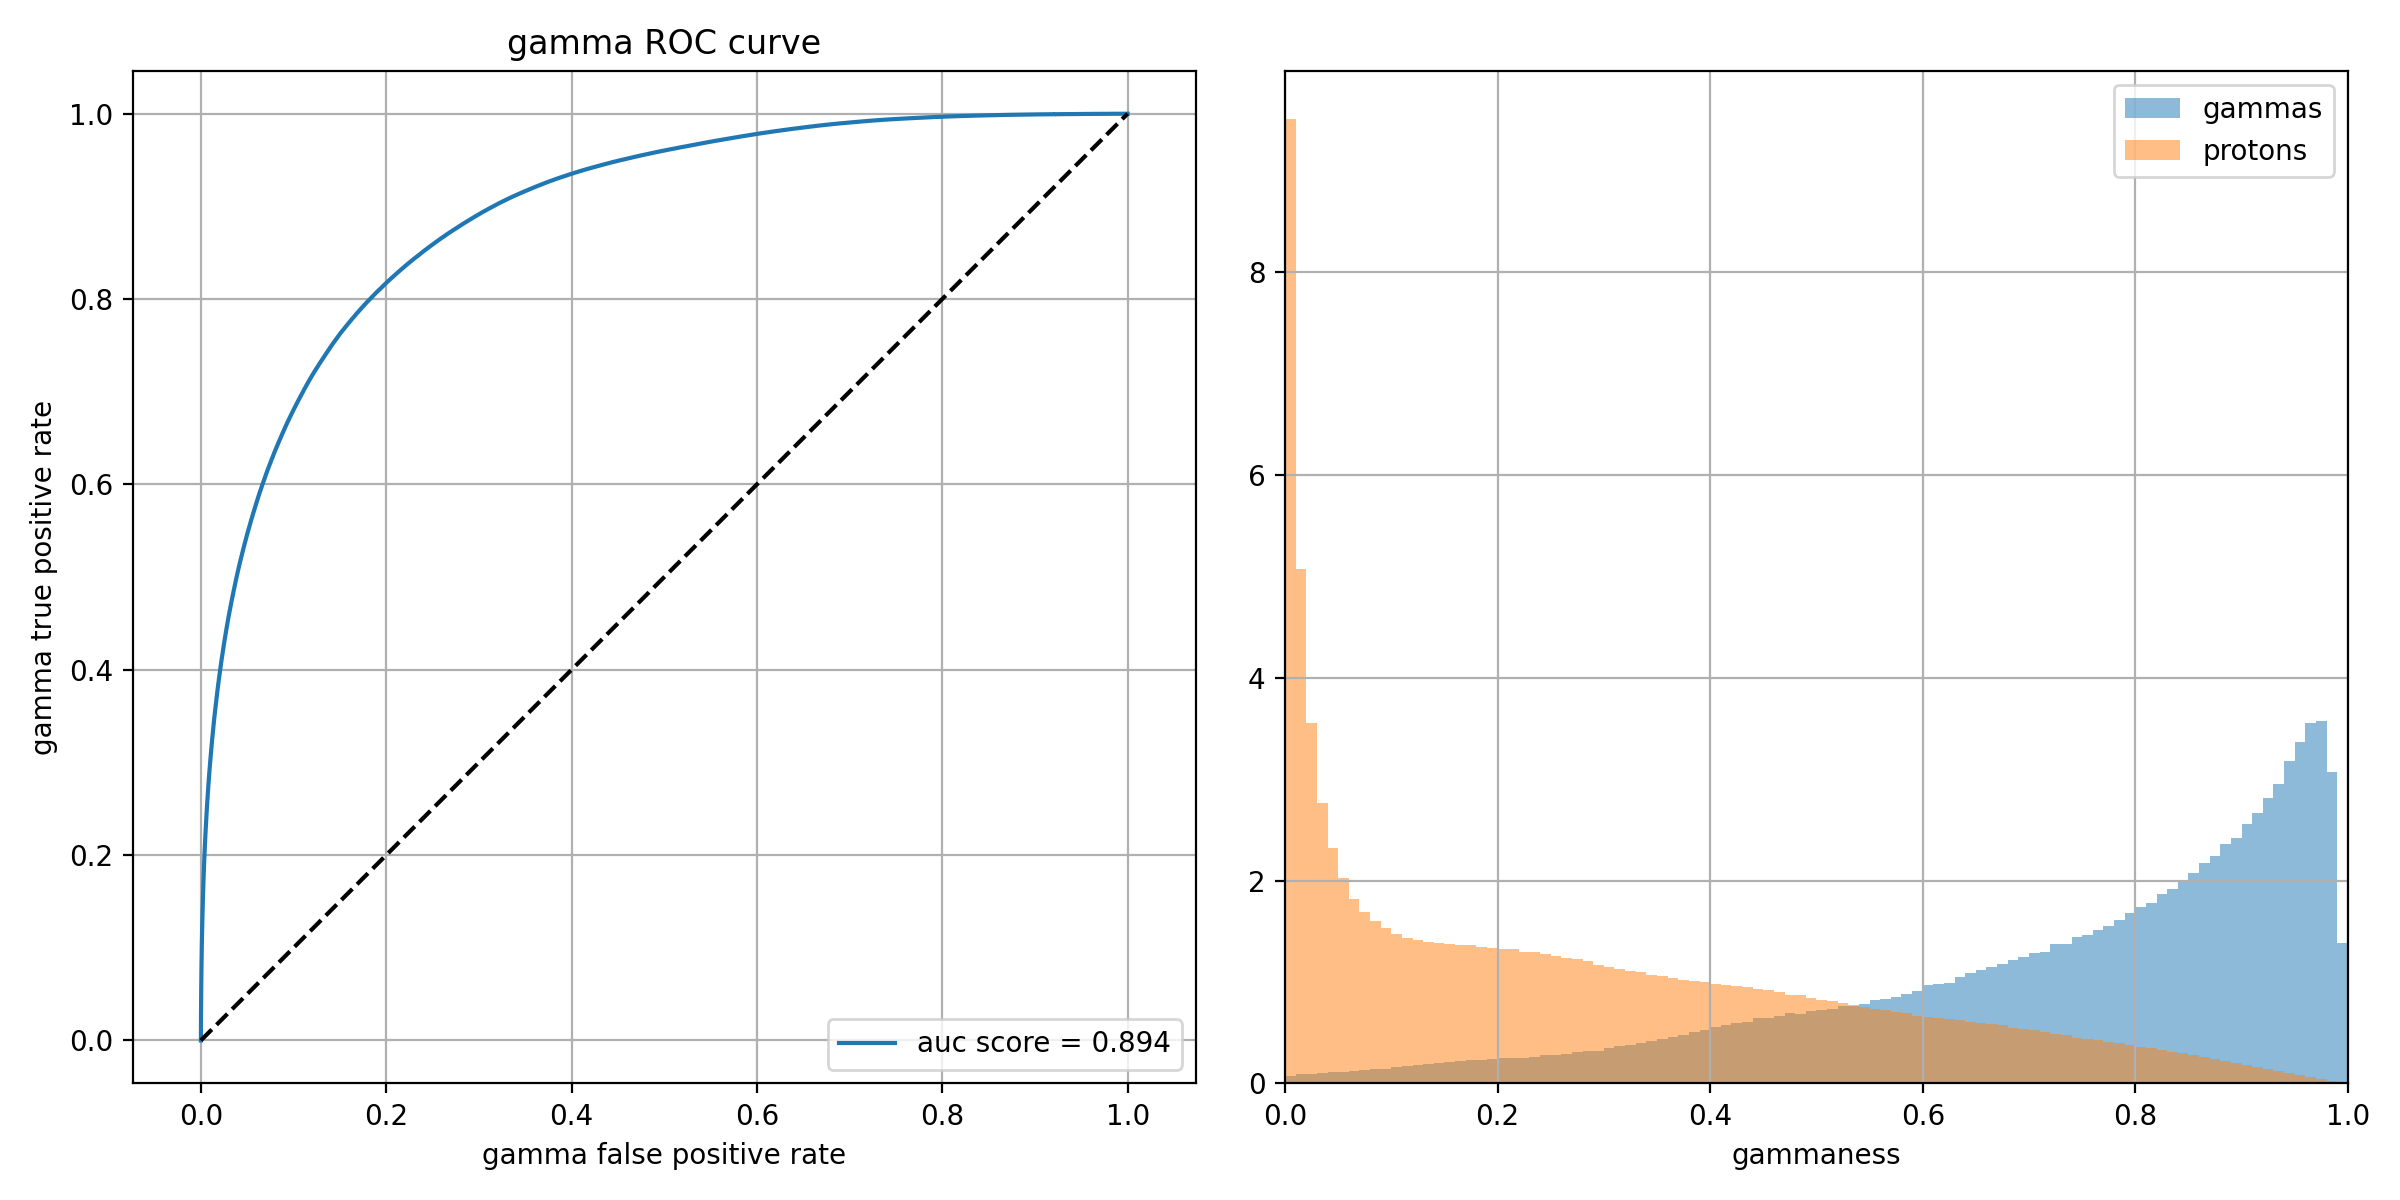 gamma ROC curve
gamma true positive rate
1.0
0.8
0.6
0.4
0.2
0.0
0.0 0.2 0.4 0.6 0.8 1.0
gamma false positive rate
auc score = 0.894
gammas
protons
8
6
4
2
0
0.0 0.2 0.4 0.6 0.8 1.0
gammaness